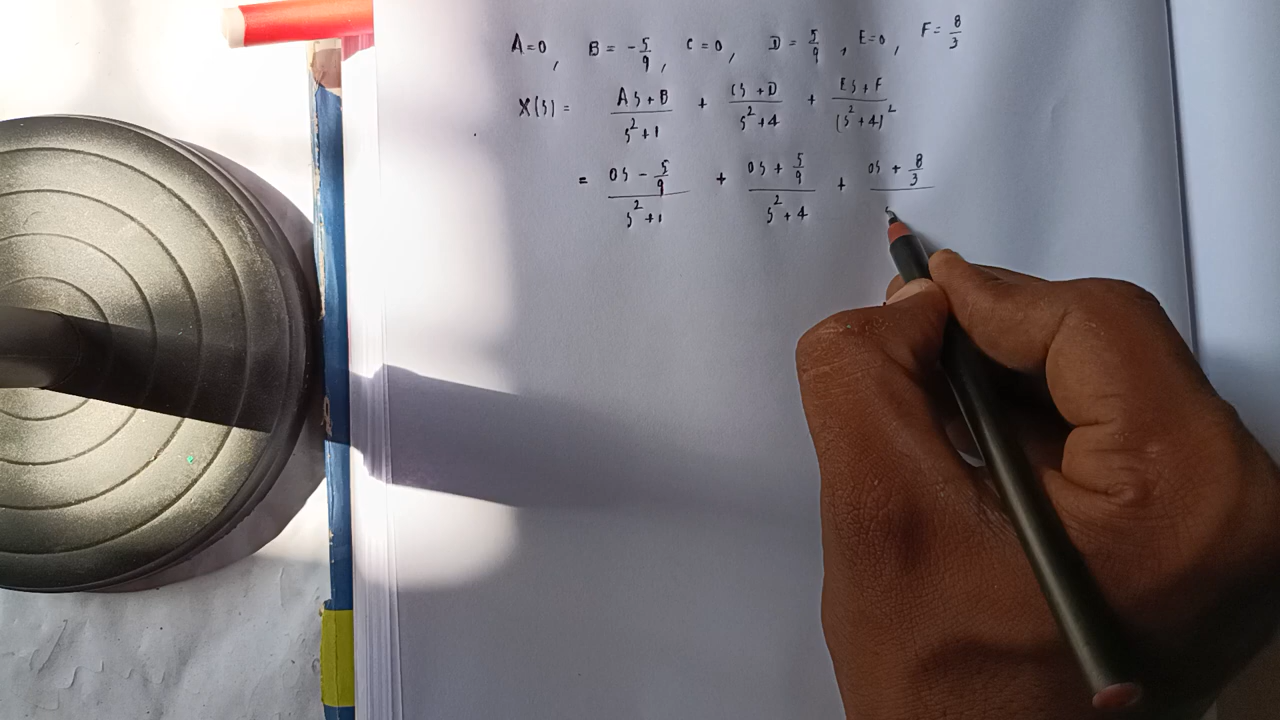 A=0, B = -5/9, C=0, D = 5/9, E=0, F = 8/3
X(s) = (As+B)/(s²+1) + (Cs+D)/(s²+4) + (Es+F)/(s²+4)²
= (0s - 5/9)/(s²+1) + (0s + 5/9)/(s²+4) + (0s + 8/3)/s